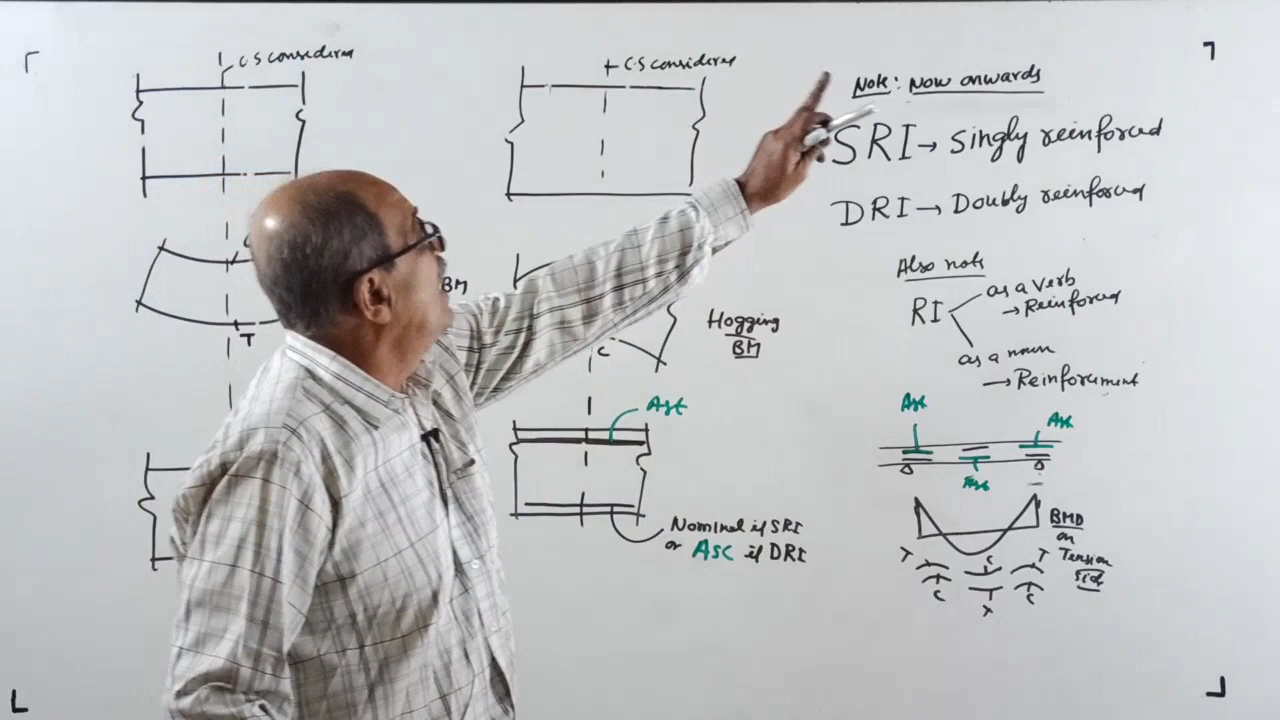 C.S considered
C.S considered
Note: Now onwards
SRI → Singly reinforced
DRI → Doubly reinforced
Also note
RI
as a verb
→ Reinforced
as a noun
→ Reinforcement
BM
T
C
Hogging
BM
Ast
Nominal if SRI
or Asc if DRI
Ast
Ast
Ast
BMD
on
Tension
side
T
C
T
C
T
C